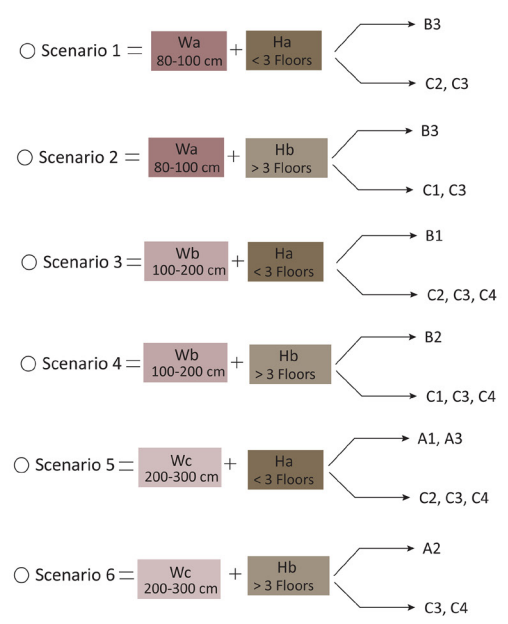 B3
Scenario 1 = Wa 80-100 cm + Ha < 3 Floors
C2, C3
B3
Scenario 2 = Wa 80-100 cm + Hb > 3 Floors
C1, C3
B1
Scenario 3 = Wb 100-200 cm + Ha < 3 Floors
C2, C3, C4
B2
Scenario 4 = Wb 100-200 cm + Hb > 3 Floors
C1, C3, C4
A1, A3
Scenario 5 = Wc 200-300 cm + Ha < 3 Floors
C2, C3, C4
A2
Scenario 6 = Wc 200-300 cm + Hb > 3 Floors
C3, C4